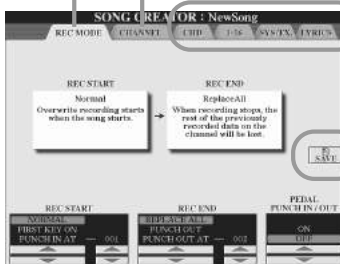 SONG CREATOR : NewSong
REC MODE CHANNEL CHD 1-16 SYS/EX. LYRICS
REC START REC END
Normal
Overwrite recording starts
when the song starts.
ReplaceAll
When recording stops, the
rest of the previously
recorded data on the
channel will be lost.
SAVE
REC START REC END PEDAL PUNCH IN / OUT
NORMAL REPLACE ALL
FIRST KEY ON PUNCH OUT ON
PUNCH IN AT 001 PUNCH OUT AT 002 OFF